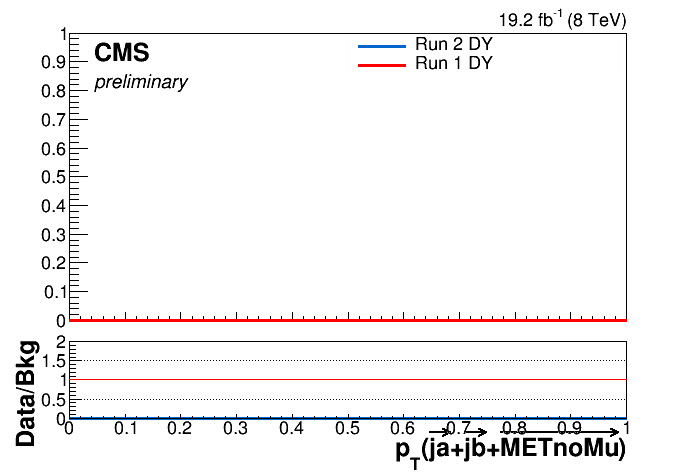 19.2 fb⁻¹ (8 TeV)
CMS
preliminary
Run 2 DY
Run 1 DY
1
0.9
0.8
0.7
0.6
0.5
0.4
0.3
0.2
0.1
0
Data/Bkg
2
1.5
1
0.5
0
0 0.1 0.2 0.3 0.4 0.5 0.6 0.7 0.8 0.9 1
p_T(ja+jb+METnoMu)